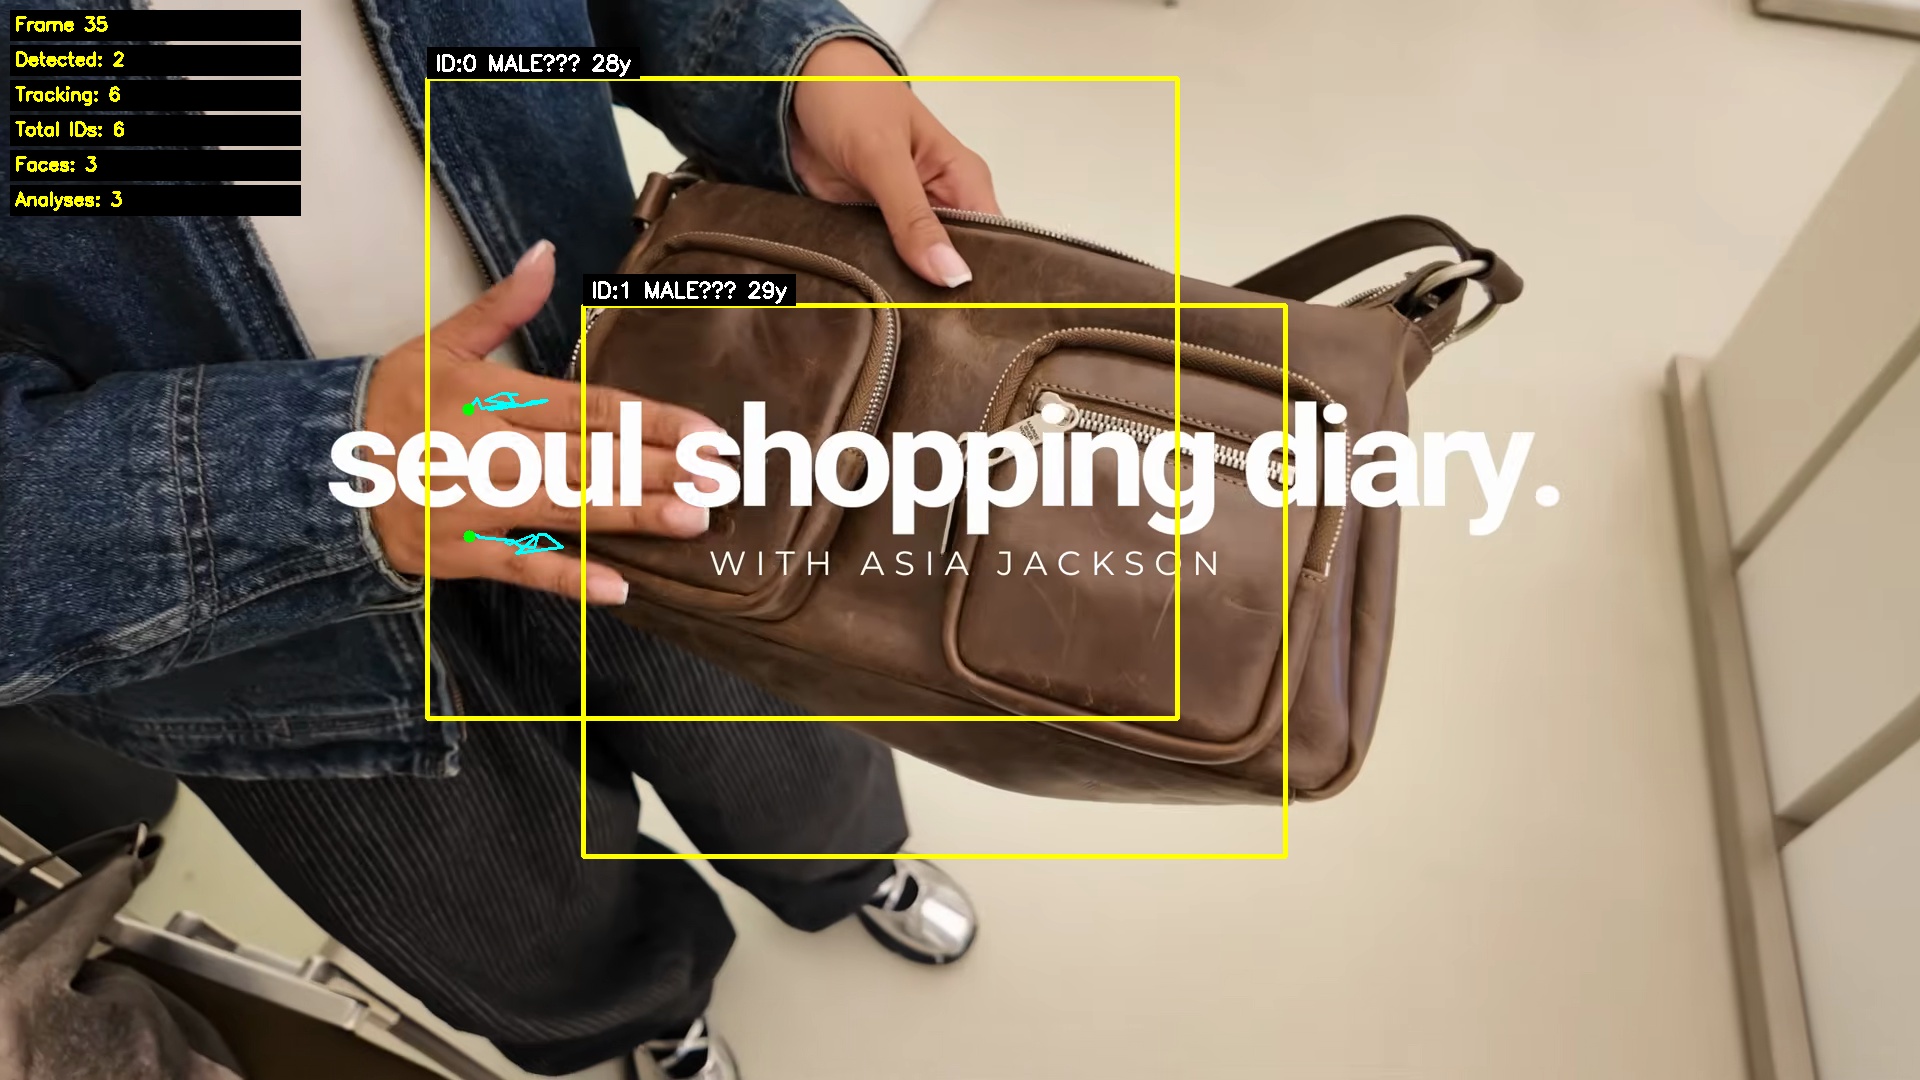 Frame 35
Detected: 2
Tracking: 6
Total IDs: 6
Faces: 3
Analyses: 3
ID:0 MALE??? 28y
ID:1 MALE??? 29y
seoul shopping diary.
WITH ASIA JACKSON